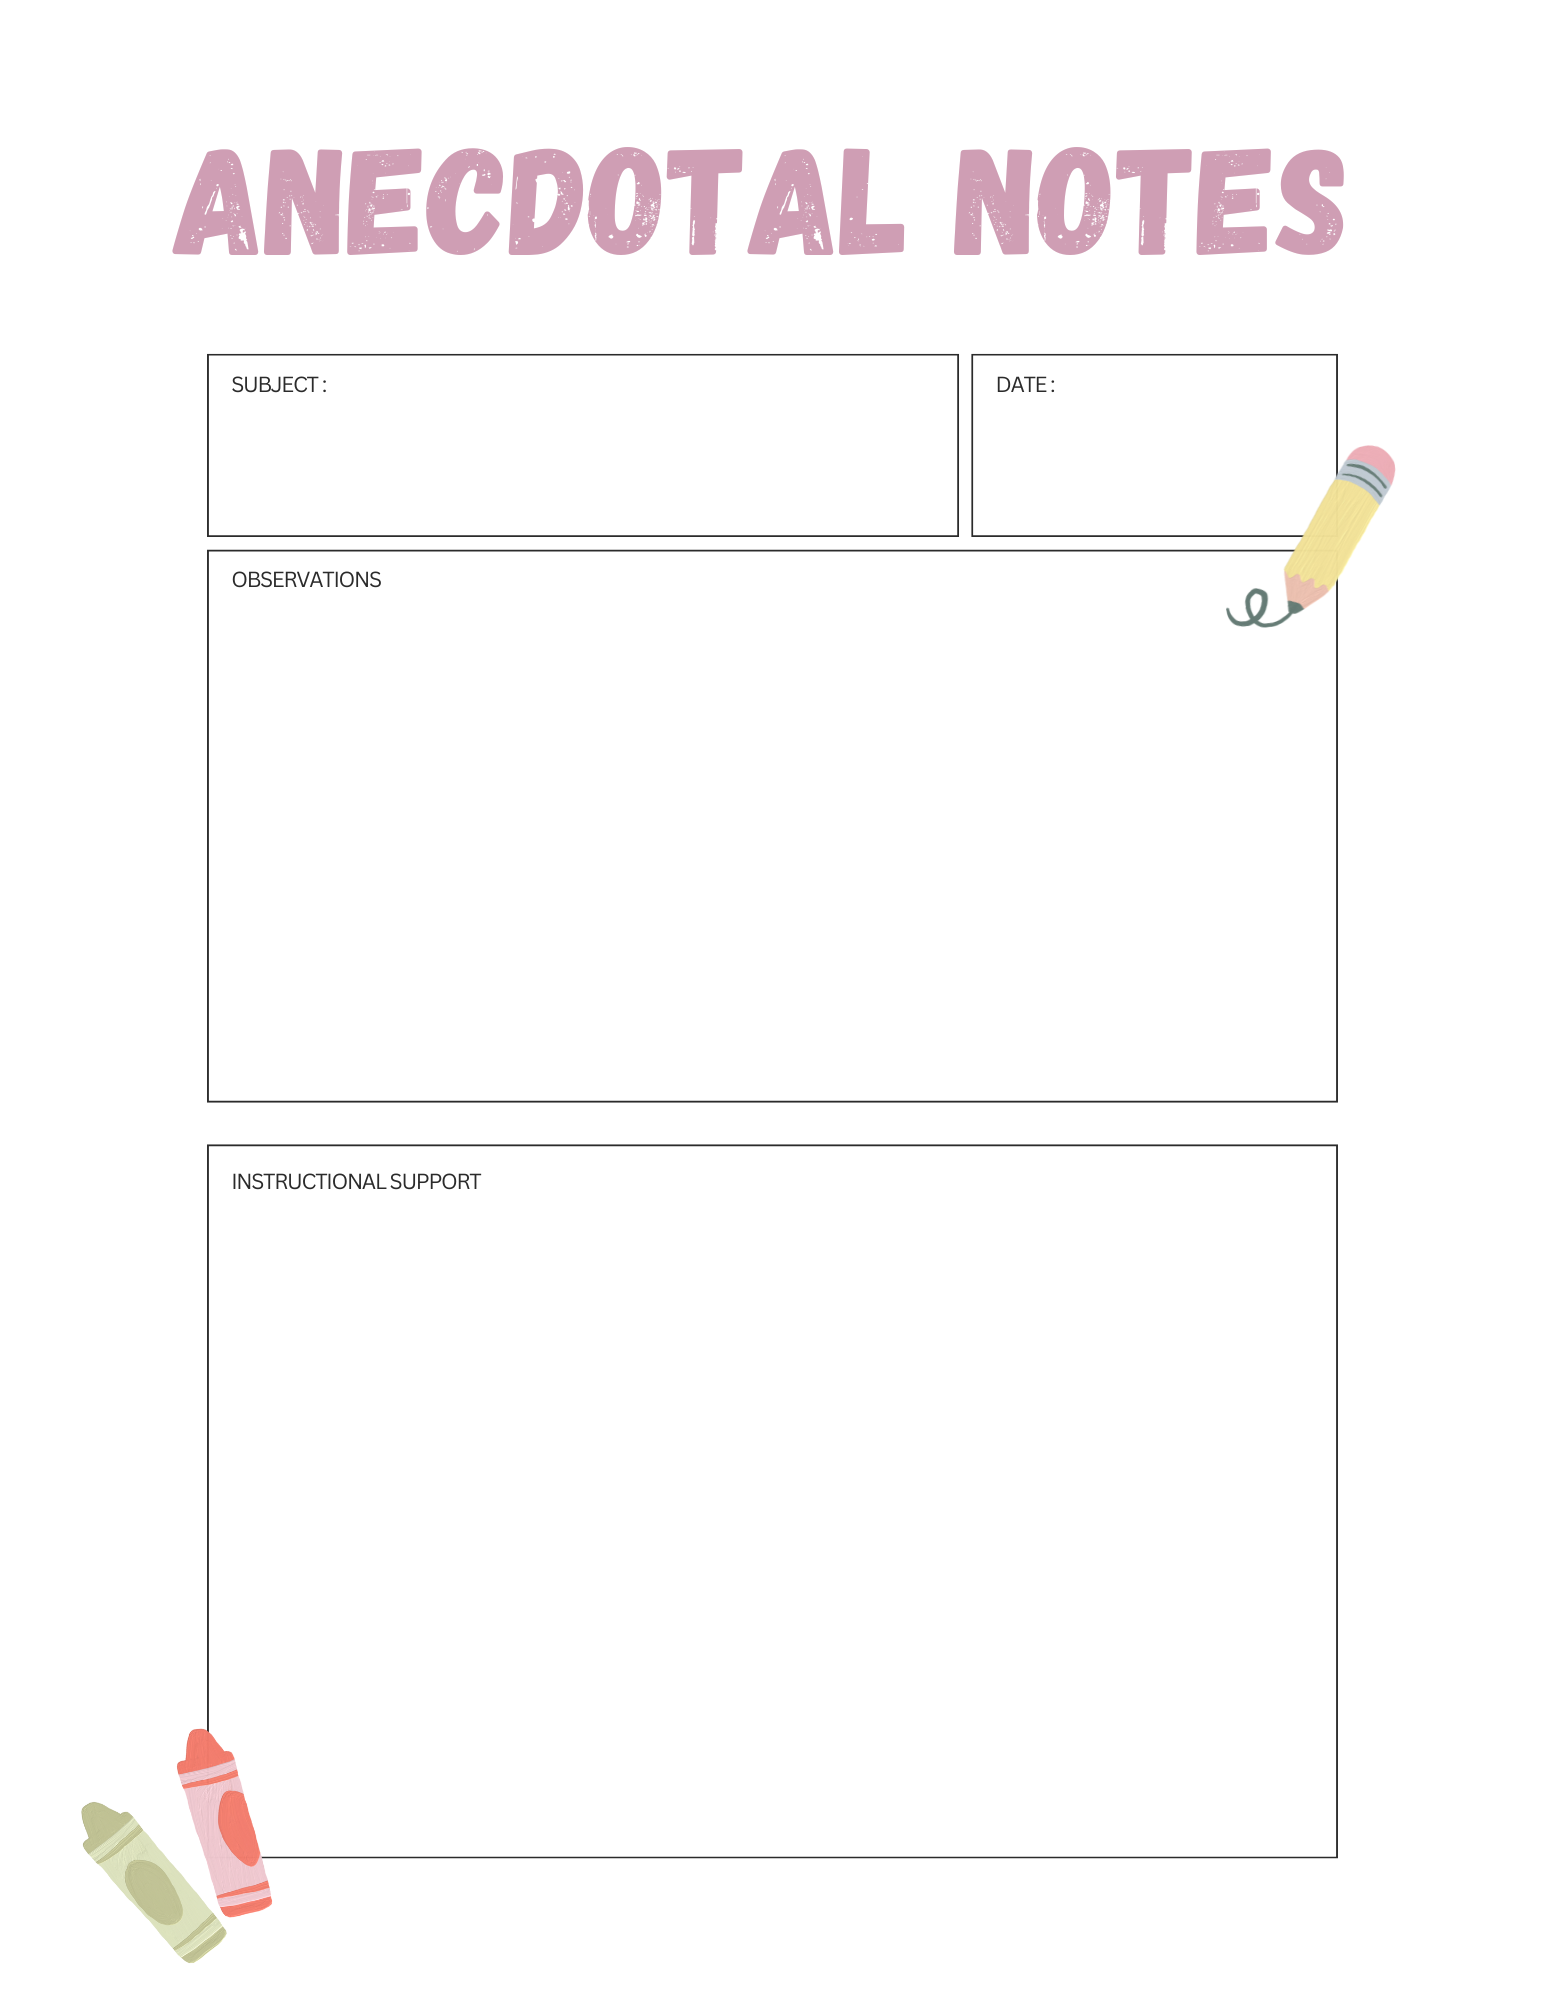 ANECDOTAL NOTES
SUBJECT :
DATE :
OBSERVATIONS
INSTRUCTIONAL SUPPORT